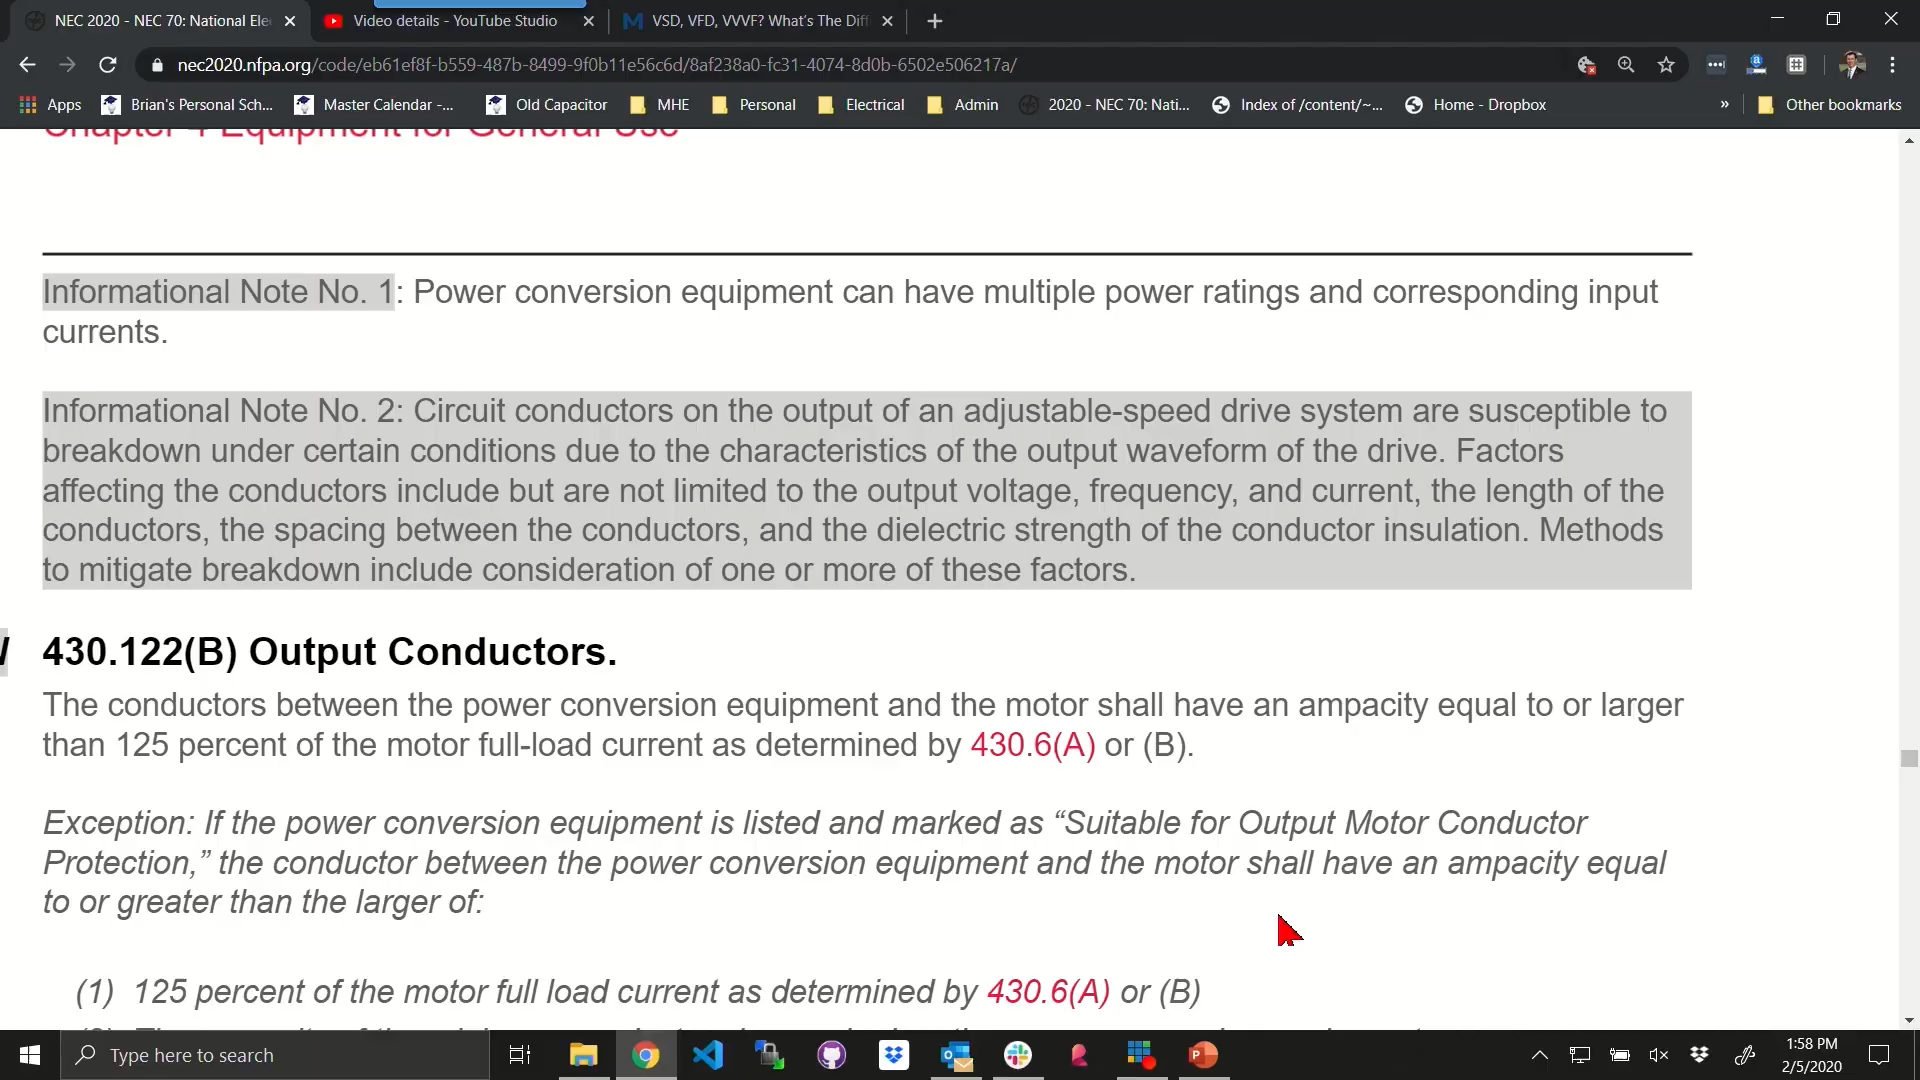 NEC 2020 - NEC 70: National Ele
Video details - YouTube Studio
VSD, VFD, VVVF? What's The Diff
nec2020.nfpa.org/code/eb61ef8f-b559-487b-8499-9f0b11e56c6d/8af238a0-fc31-4074-8d0b-6502e506217a/
Apps
Brian's Personal Sch...
Master Calendar -...
Old Capacitor
MHE
Personal
Electrical
Admin
2020 - NEC 70: Nati...
Index of /content/~...
Home - Dropbox
»
Other bookmarks
Chapter 4 Equipment for General Use
Informational Note No. 1: Power conversion equipment can have multiple power ratings and corresponding input
currents.
Informational Note No. 2: Circuit conductors on the output of an adjustable-speed drive system are susceptible to
breakdown under certain conditions due to the characteristics of the output waveform of the drive. Factors
affecting the conductors include but are not limited to the output voltage, frequency, and current, the length of the
conductors, the spacing between the conductors, and the dielectric strength of the conductor insulation. Methods
to mitigate breakdown include consideration of one or more of these factors.
430.122(B) Output Conductors.
The conductors between the power conversion equipment and the motor shall have an ampacity equal to or larger
than 125 percent of the motor full-load current as determined by 430.6(A) or (B).
Exception: If the power conversion equipment is listed and marked as “Suitable for Output Motor Conductor
Protection,” the conductor between the power conversion equipment and the motor shall have an ampacity equal
to or greater than the larger of:
(1) 125 percent of the motor full load current as determined by 430.6(A) or (B)
Type here to search
1:58 PM
2/5/2020